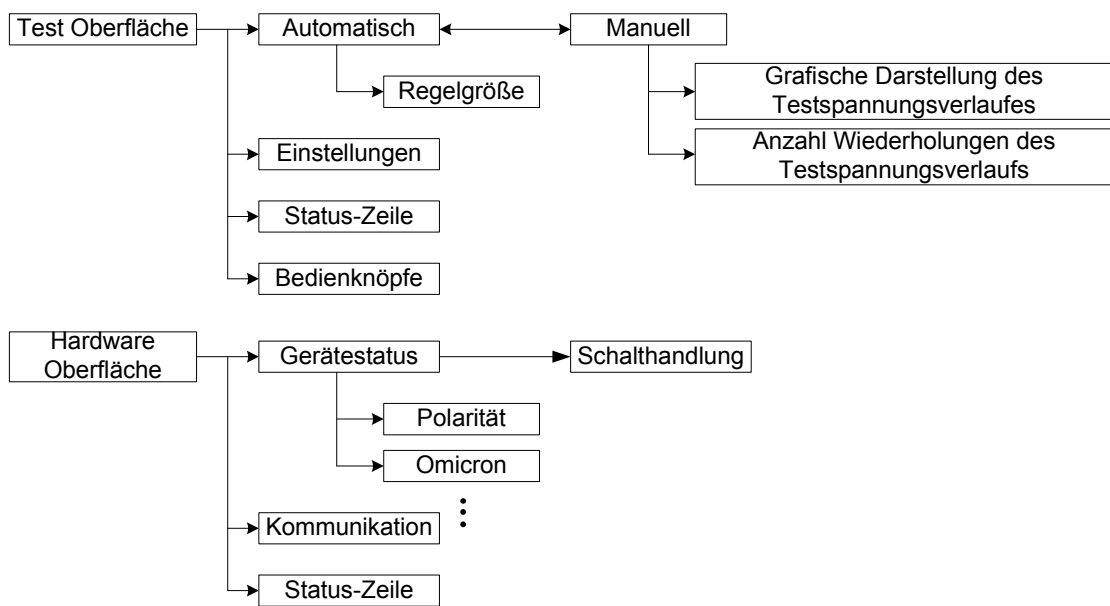 Test Oberfläche
Automatisch
Manuell
Regelgröße
Grafische Darstellung des
Testspannungsverlaufes
Anzahl Wiederholungen des
Testspannungsverlaufs
Einstellungen
Status-Zeile
Bedienknöpfe
Hardware
Oberfläche
Gerätestatus
Schalthandlung
Polarität
Omicron
Kommunikation
Status-Zeile